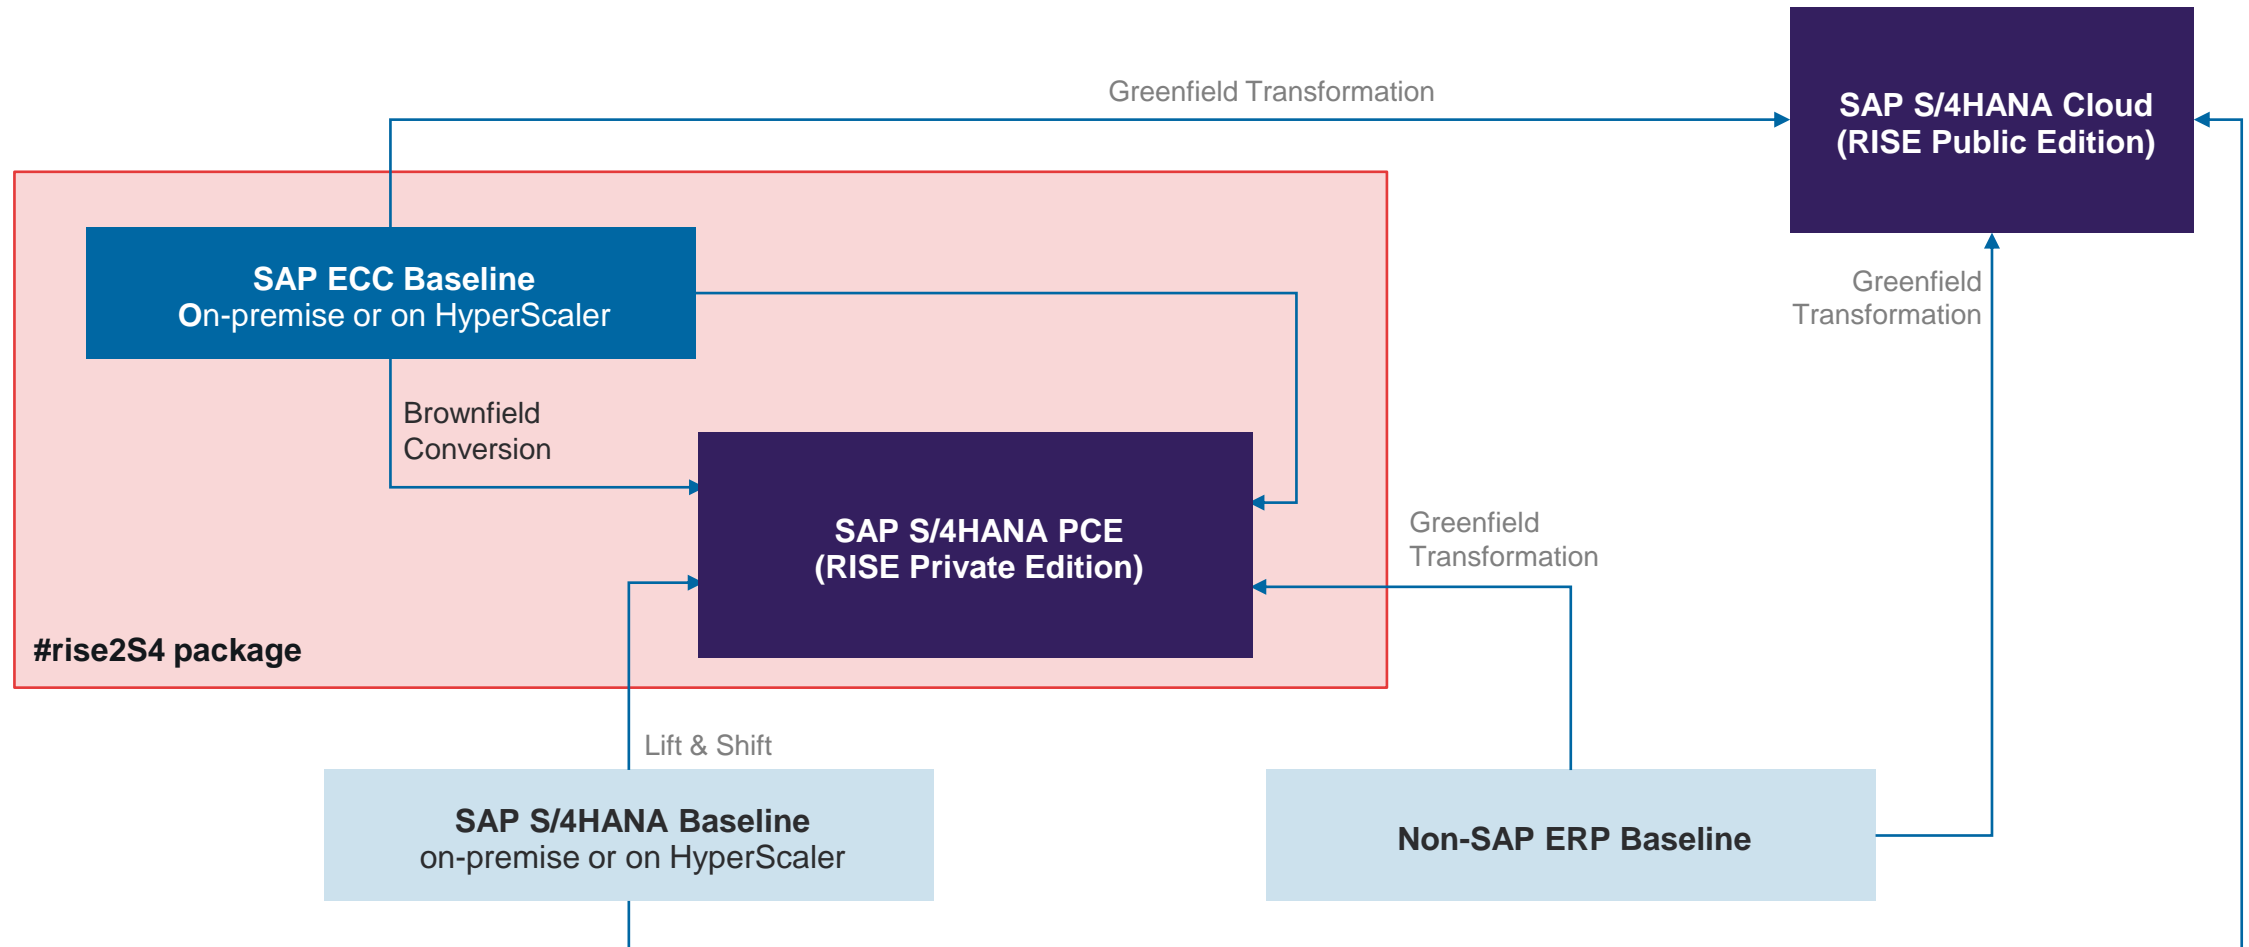 Greenfield Transformation
SAP S/4HANA Cloud
(RISE Public Edition)
SAP ECC Baseline
On-premise or on HyperScaler
Greenfield
Transformation
Brownfield
Conversion
SAP S/4HANA PCE
(RISE Private Edition)
Greenfield
Transformation
#rise2S4 package
Lift & Shift
SAP S/4HANA Baseline
on-premise or on HyperScaler
Non-SAP ERP Baseline